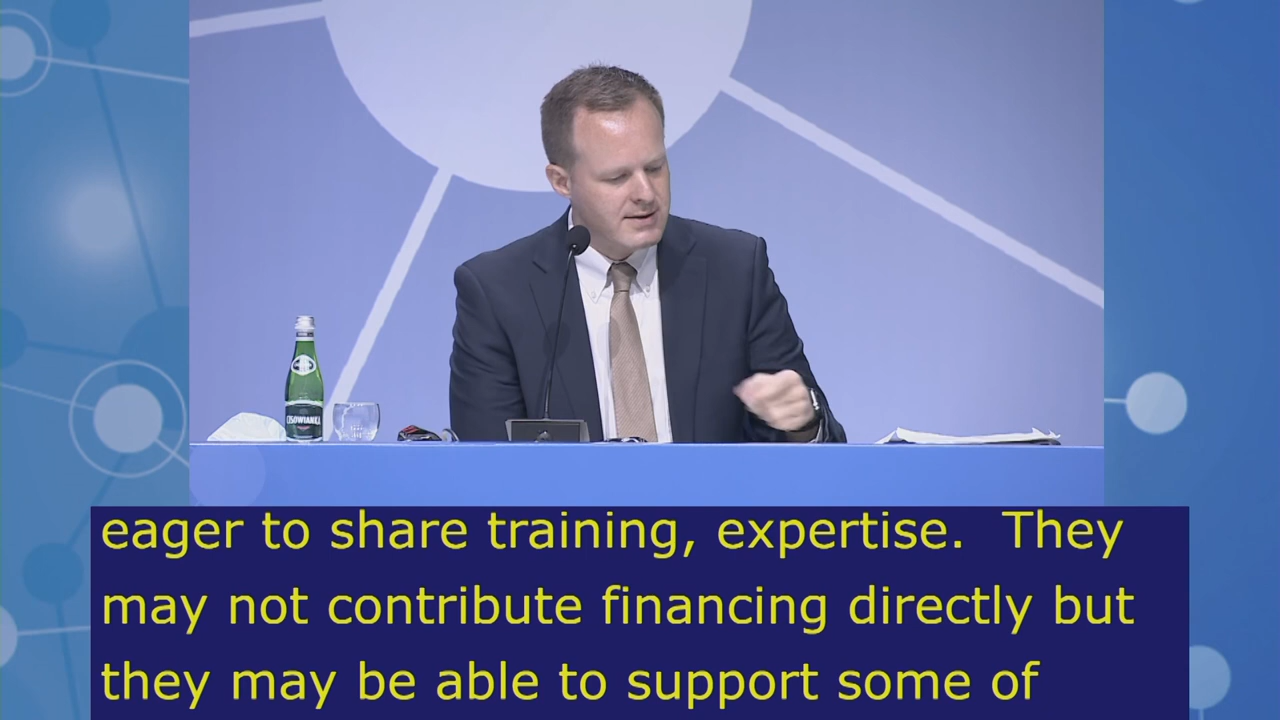 CISOWIANKA
eager to share training, expertise.  They
may not contribute financing directly but
they may be able to support some of